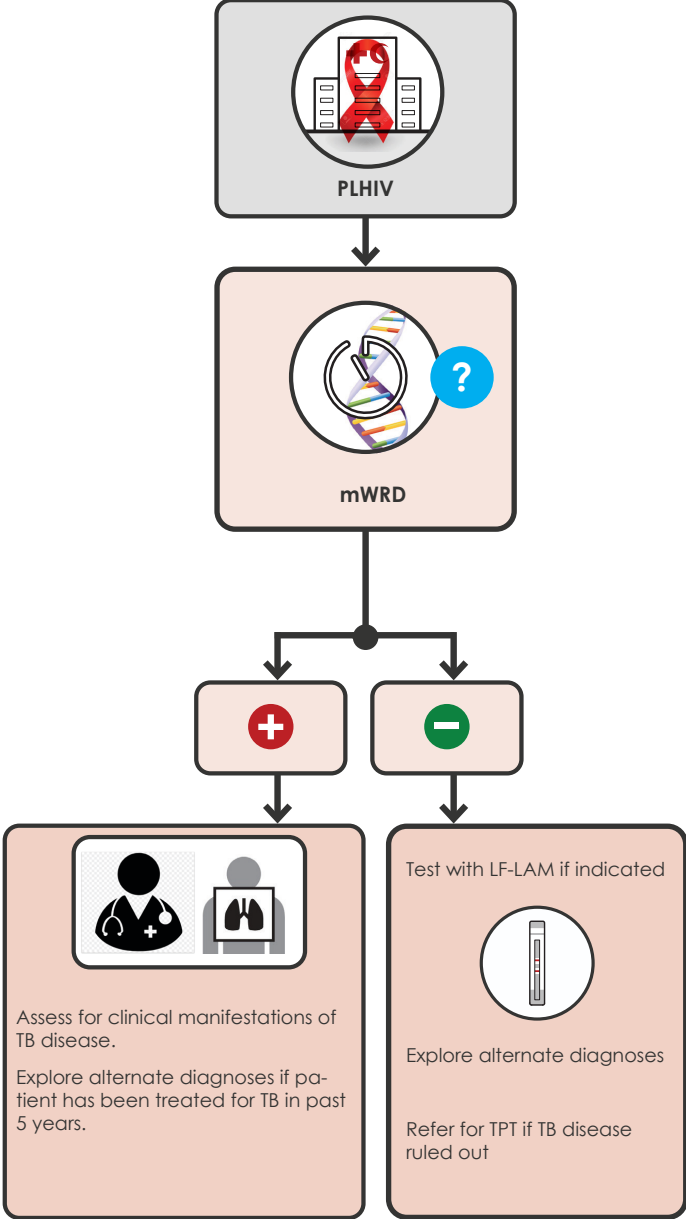 PLHIV
?
mWRD
Assess for clinical manifestations of
TB disease.
Explore alternate diagnoses if pa-
tient has been treated for TB in past
5 years.
Test with LF-LAM if indicated
Explore alternate diagnoses
Refer for TPT if TB disease
ruled out